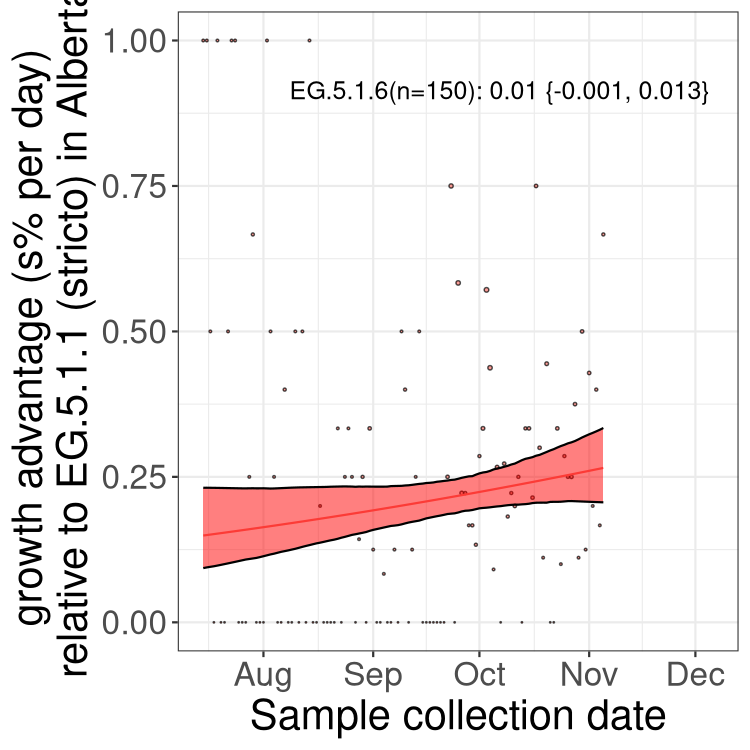 growth advantage (s% per day)
relative to EG.5.1.1 (stricto) in Alberta
1.00
0.75
0.50
0.25
0.00
EG.5.1.6(n=150): 0.01 {-0.001, 0.013}
Aug Sep Oct Nov Dec
Sample collection date